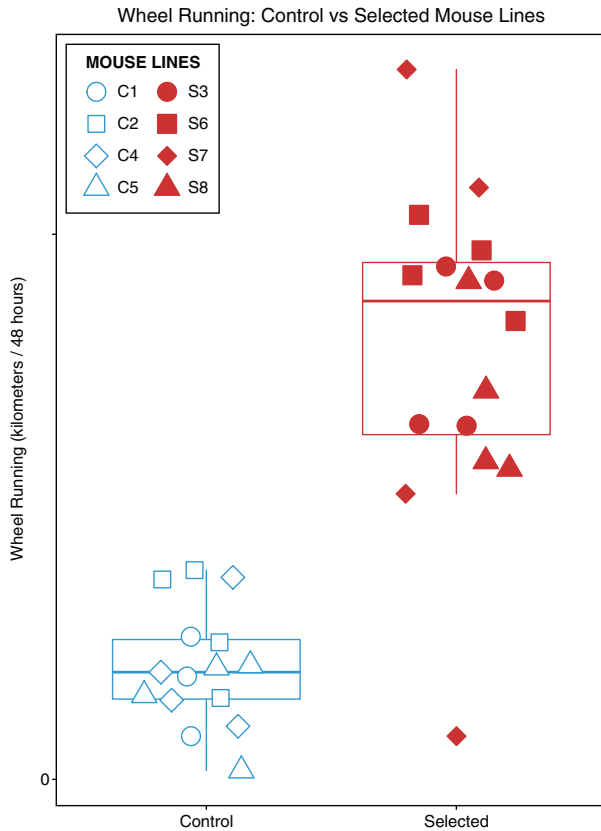 Wheel Running: Control vs Selected Mouse Lines
MOUSE LINES
C1 S3
C2 S6
C4 S7
C5 S8
Wheel Running (kilometers / 48 hours)
0
Control Selected